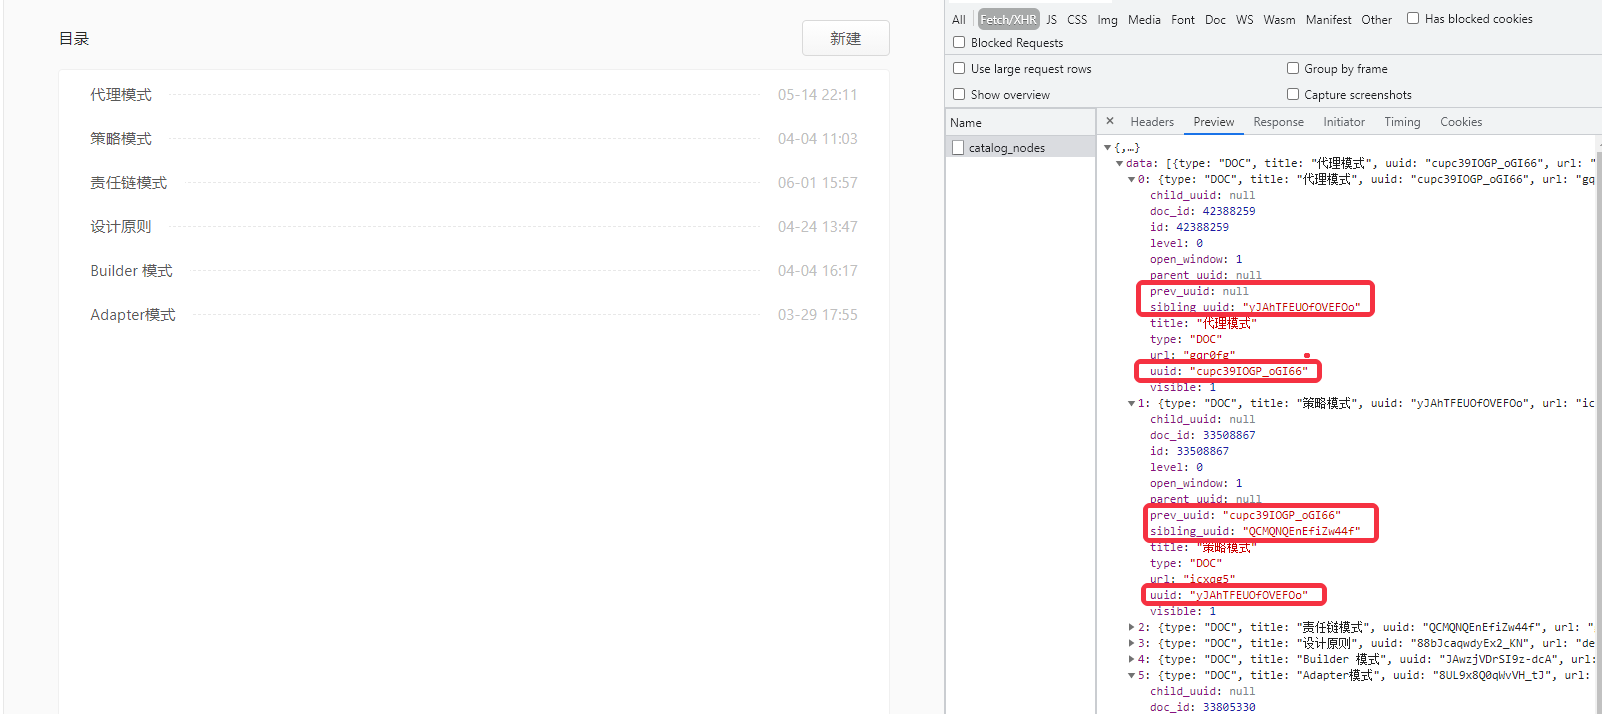 目录
新建
代理模式 05-14 22:11
策略模式 04-04 11:03
责任链模式 06-01 15:57
设计原则 04-24 13:47
Builder 模式 04-04 16:17
Adapter模式 03-29 17:55
All Fetch/XHR JS CSS Img Media Font Doc WS Wasm Manifest Other Has blocked cookies
Blocked Requests
Use large request rows Group by frame
Show overview Capture screenshots
Name
catalog_nodes
× Headers Preview Response Initiator Timing Cookies
{,…}
data: [{type: "DOC", title: "代理模式", uuid: "cupc39IOGP_oGI66", url: "
0: {type: "DOC", title: "代理模式", uuid: "cupc39IOGP_oGI66", url: "gq
child_uuid: null
doc_id: 42388259
id: 42388259
level: 0
open_window: 1
parent_uuid: null
prev_uuid: null
sibling_uuid: "yJAhTFEUOfOVEFOo"
title: "代理模式"
type: "DOC"
url: "gqr0fg"
uuid: "cupc39IOGP_oGI66"
visible: 1
1: {type: "DOC", title: "策略模式", uuid: "yJAhTFEUOfOVEFOo", url: "ic
child_uuid: null
doc_id: 33508867
id: 33508867
level: 0
open_window: 1
parent_uuid: null
prev_uuid: "cupc39IOGP_oGI66"
sibling_uuid: "QCMQNQEnEfiZw44f"
title: "策略模式"
type: "DOC"
url: "icxqg5"
uuid: "yJAhTFEUOfOVEFOo"
visible: 1
2: {type: "DOC", title: "责任链模式", uuid: "QCMQNQEnEfiZw44f", url: "
3: {type: "DOC", title: "设计原则", uuid: "88bJcaqwdyEx2_KN", url: "de
4: {type: "DOC", title: "Builder 模式", uuid: "JAwzjVDrSI9z-dcA", url:
5: {type: "DOC", title: "Adapter模式", uuid: "8UL9x8Q0qWvVH_tJ", url:
child_uuid: null
doc_id: 33805330